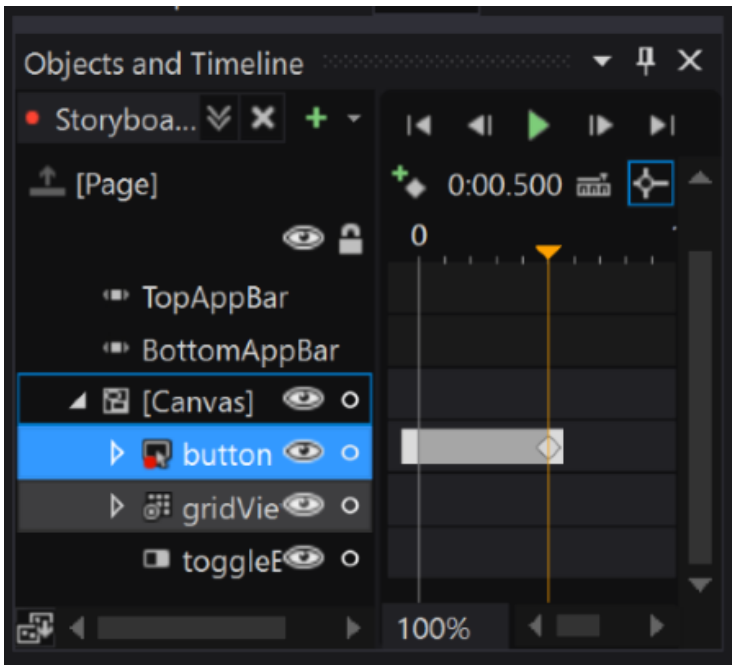 Objects and Timeline
Storyboa...
[Page]
0:00.500
0
TopAppBar
BottomAppBar
[Canvas]
button
gridVie
toggleE
100%